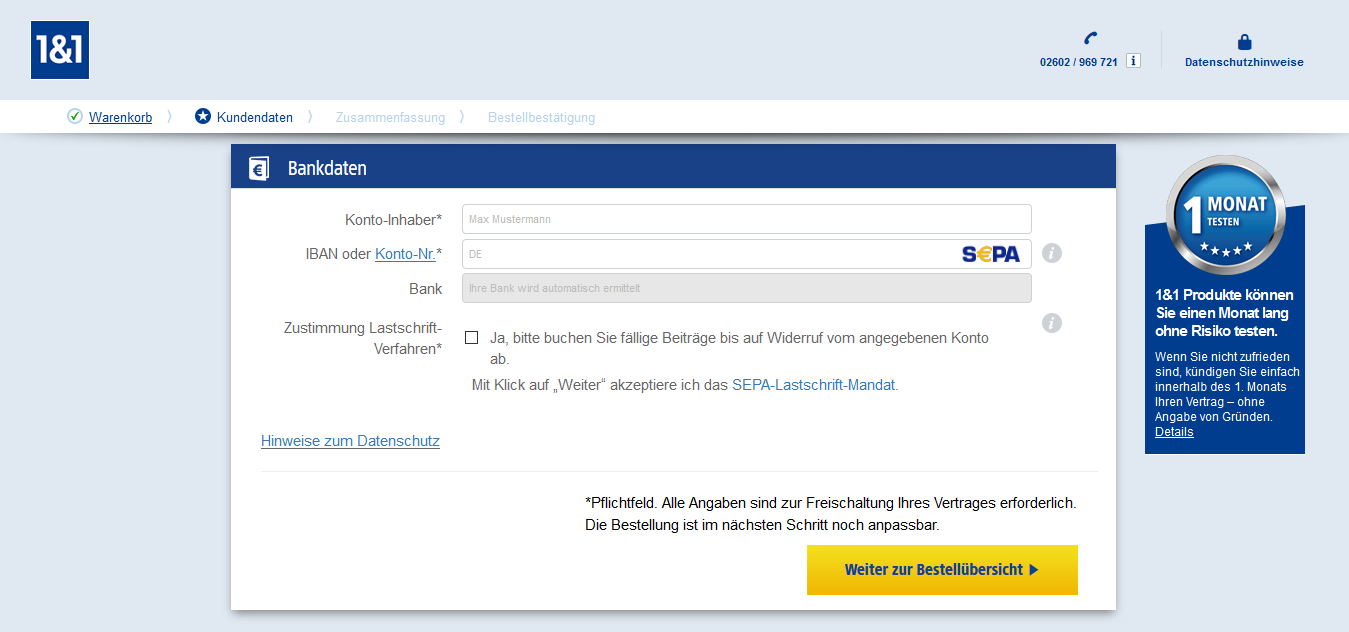 1&1
02602 / 969 721 i
Datenschutzhinweise
Warenkorb
Kundendaten
Zusammenfassung
Bestellbestätigung
€ Bankdaten
Konto-Inhaber* Max Mustermann
IBAN oder Konto-Nr.* DE S€PA i
Bank Ihre Bank wird automatisch ermittelt
Zustimmung Lastschrift-
Verfahren*
i
Ja, bitte buchen Sie fällige Beiträge bis auf Widerruf vom angegebenen Konto
ab.
Mit Klick auf „Weiter“ akzeptiere ich das SEPA-Lastschrift-Mandat.
Hinweise zum Datenschutz
*Pflichtfeld. Alle Angaben sind zur Freischaltung Ihres Vertrages erforderlich.
Die Bestellung ist im nächsten Schritt noch anpassbar.
Weiter zur Bestellübersicht
1 MONAT
TESTEN
1&1 Produkte können
Sie einen Monat lang
ohne Risiko testen.
Wenn Sie nicht zufrieden
sind, kündigen Sie einfach
innerhalb des 1. Monats
Ihren Vertrag – ohne
Angabe von Gründen.
Details